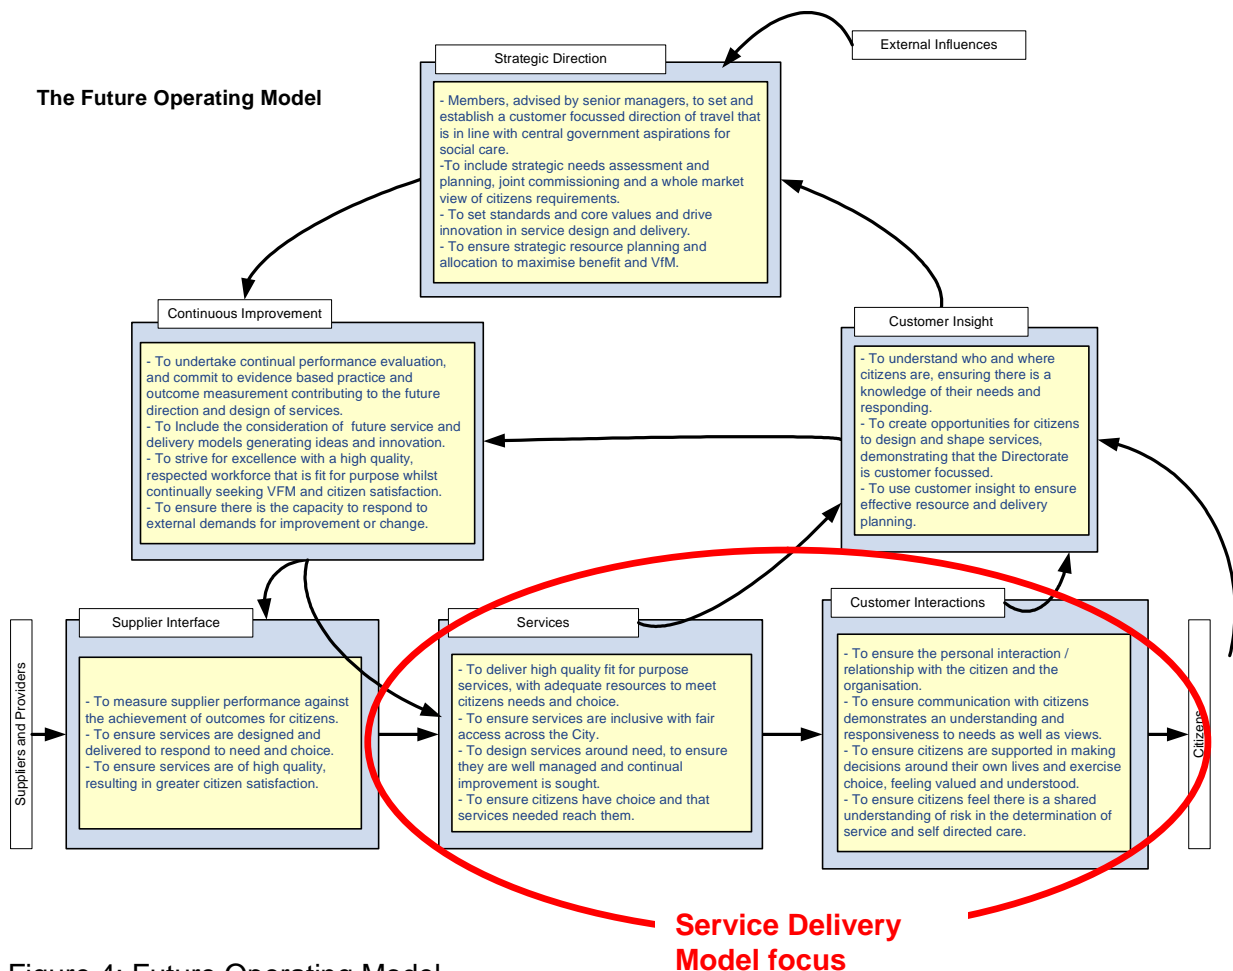 External Influences
Strategic Direction
The Future Operating Model
- Members, advised by senior managers, to set and
establish a customer focussed direction of travel that
is in line with central government aspirations for
social care.
-To include strategic needs assessment and
planning, joint commissioning and a whole market
view of citizens requirements.
- To set standards and core values and drive
innovation in service design and delivery.
- To ensure strategic resource planning and
allocation to maximise benefit and VfM.
Continuous Improvement
- To undertake continual performance evaluation,
and commit to evidence based practice and
outcome measurement contributing to the future
direction and design of services.
- To Include the consideration of future service and
delivery models generating ideas and innovation.
- To strive for excellence with a high quality,
respected workforce that is fit for purpose whilst
continually seeking VFM and citizen satisfaction.
- To ensure there is the capacity to respond to
external demands for improvement or change.
Customer Insight
- To understand who and where
citizens are, ensuring there is a
knowledge of their needs and
responding.
- To create opportunities for citizens
to design and shape services,
demonstrating that the Directorate
is customer focussed.
- To use customer insight to ensure
effective resource and delivery
planning.
Suppliers and Providers
Supplier Interface
- To measure supplier performance against
the achievement of outcomes for citizens.
- To ensure services are designed and
delivered to respond to need and choice.
- To ensure services are of high quality,
resulting in greater citizen satisfaction.
Services
- To deliver high quality fit for purpose
services, with adequate resources to meet
citizens needs and choice.
- To ensure services are inclusive with fair
access across the City.
- To design services around need, to ensure
they are well managed and continual
improvement is sought.
- To ensure citizens have choice and that
services needed reach them.
Customer Interactions
- To ensure the personal interaction /
relationship with the citizen and the
organisation.
- To ensure communication with citizens
demonstrates an understanding and
responsiveness to needs as well as views.
- To ensure citizens are supported in making
decisions around their own lives and exercise
choice, feeling valued and understood.
- To ensure citizens feel there is a shared
understanding of risk in the determination of
service and self directed care.
Citizens
Service Delivery
Model focus
Figure 4: Future Operating Model